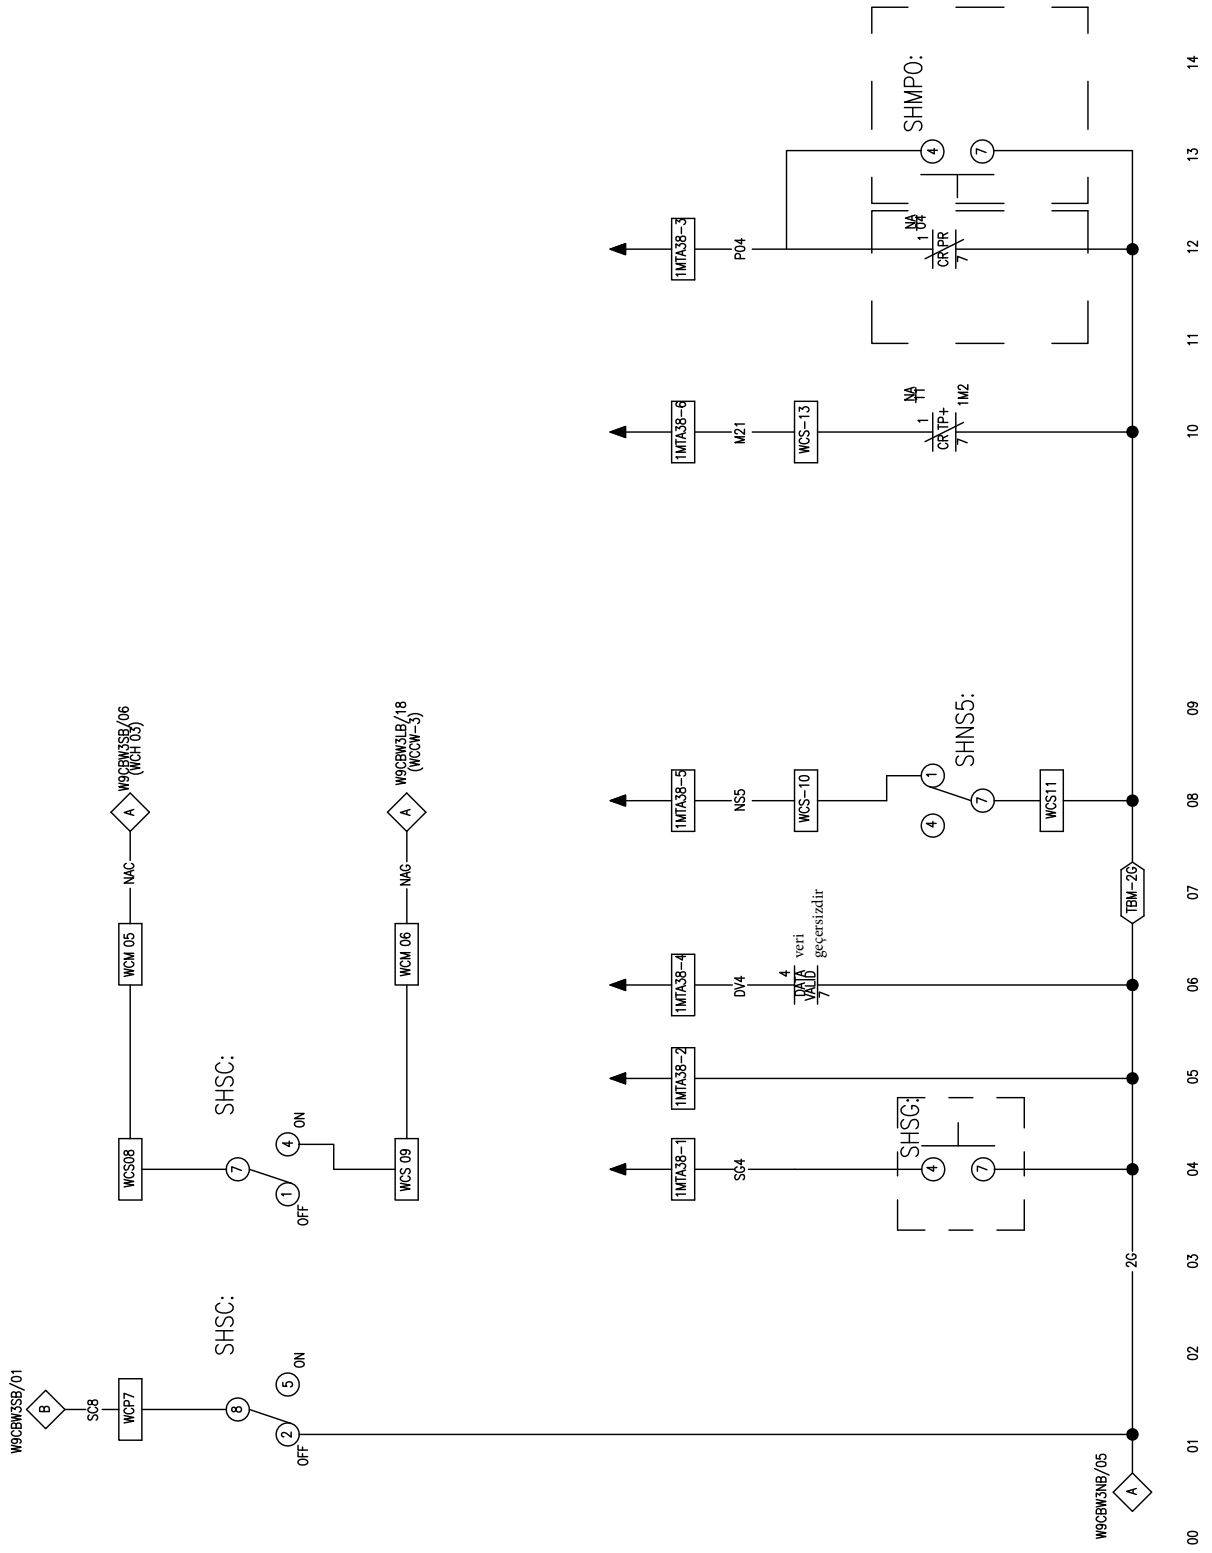 W9CBW3SB/01
B
SC8
WCP7
SHSC:
8
2
5
OFF
ON
W9CBW3NB/05
A
2G
WCS08
WCM 05
NAC
A
W9CBW3SB/06
(WCH 03)
SHSC:
7
1
4
OFF
ON
WCS 09
WCM 06
NAG
A
W9CBW3LB/18
(WCCW-3)
1MTA38-1
SG4
SHSG:
4
7
1MTA38-2
1MTA38-4
DV4
4
DATA
VALID
7
veri
geçersizdir
TBM-2G
1MTA38-5
NS5
WCS-10
4
1
7
SHNS5:
WCS11
1MTA38-6
M21
WCS-13
NA
11
1
CR-TP+
7
1M2
1MTA38-3
P04
NA
04
1
CR-PR
7
SHMPO:
4
7
00
01
02
03
04
05
06
07
08
09
10
11
12
13
14